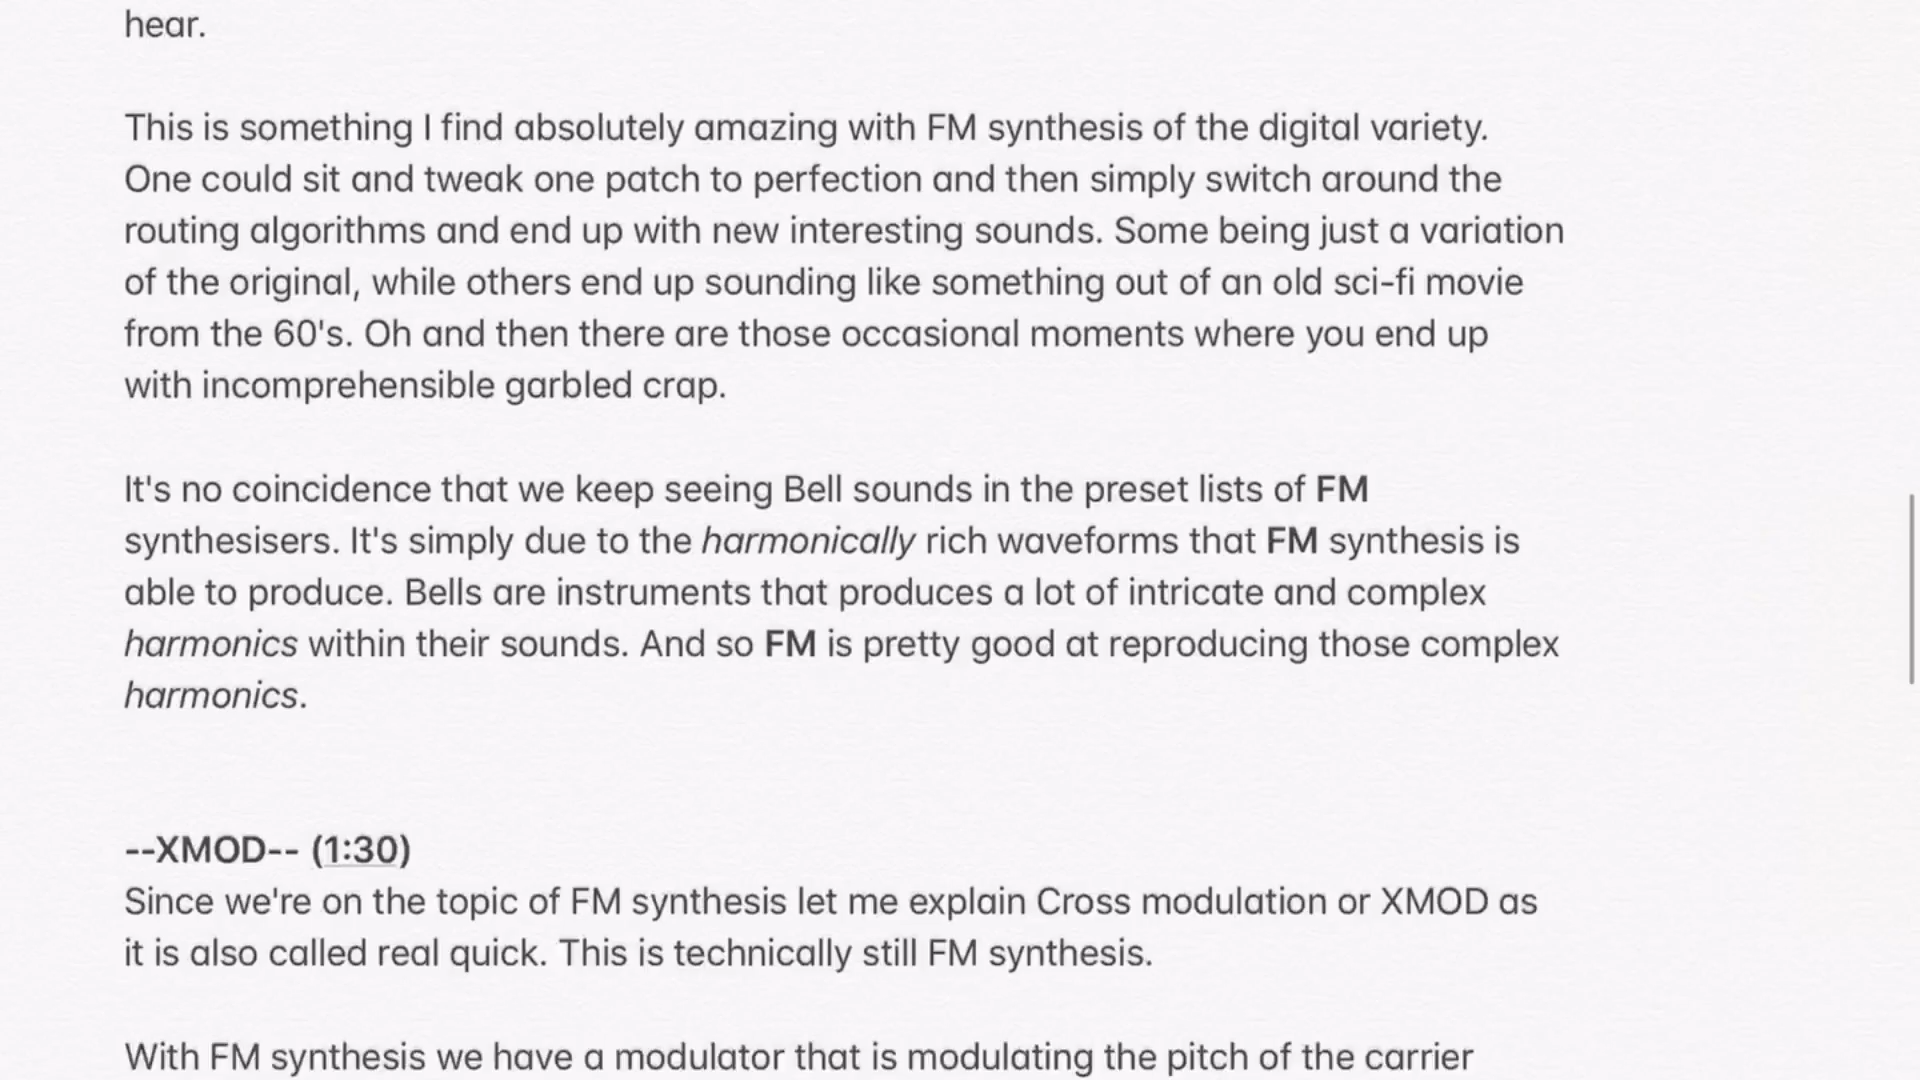 hear.
This is something I find absolutely amazing with FM synthesis of the digital variety.
One could sit and tweak one patch to perfection and then simply switch around the
routing algorithms and end up with new interesting sounds. Some being just a variation
of the original, while others end up sounding like something out of an old sci-fi movie
from the 60's. Oh and then there are those occasional moments where you end up
with incomprehensible garbled crap.
It's no coincidence that we keep seeing Bell sounds in the preset lists of FM
synthesisers. It's simply due to the harmonically rich waveforms that FM synthesis is
able to produce. Bells are instruments that produces a lot of intricate and complex
harmonics within their sounds. And so FM is pretty good at reproducing those complex
harmonics.
--XMOD-- (1:30)
Since we're on the topic of FM synthesis let me explain Cross modulation or XMOD as
it is also called real quick. This is technically still FM synthesis.
With FM synthesis we have a modulator that is modulating the pitch of the carrier